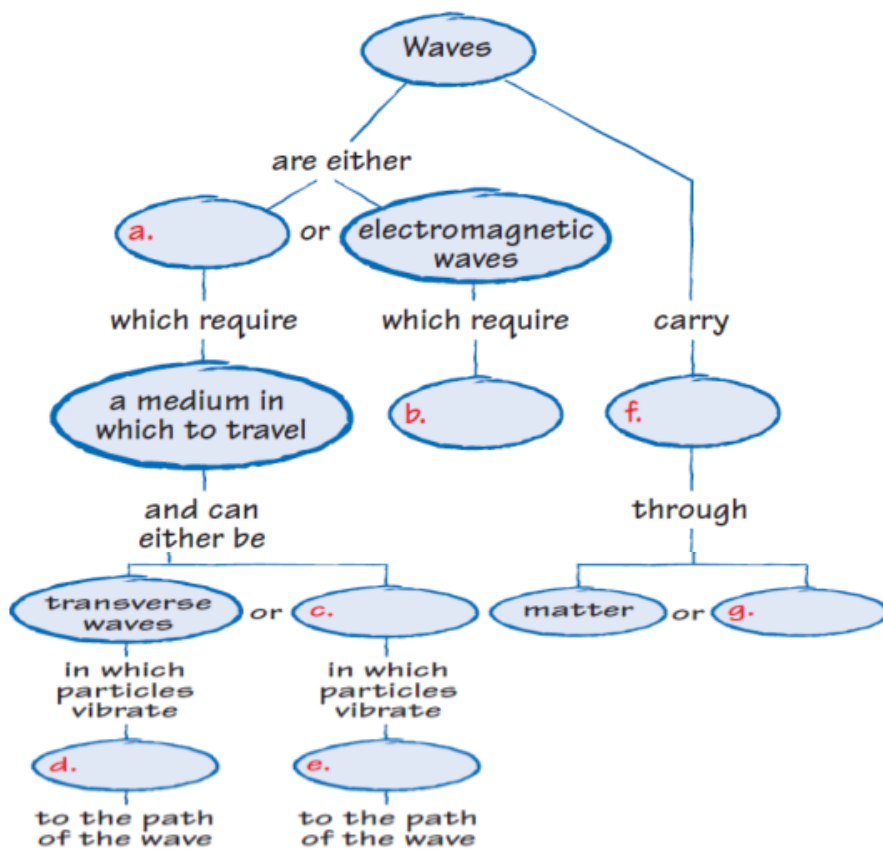 Waves
are either
a.
or
electromagnetic
waves
which require
which require
carry
a medium in
which to travel
b.
f.
and can
either be
through
transverse
waves
or
c.
matter
or
g.
in which
particles
vibrate
in which
particles
vibrate
d.
e.
to the path
of the wave
to the path
of the wave